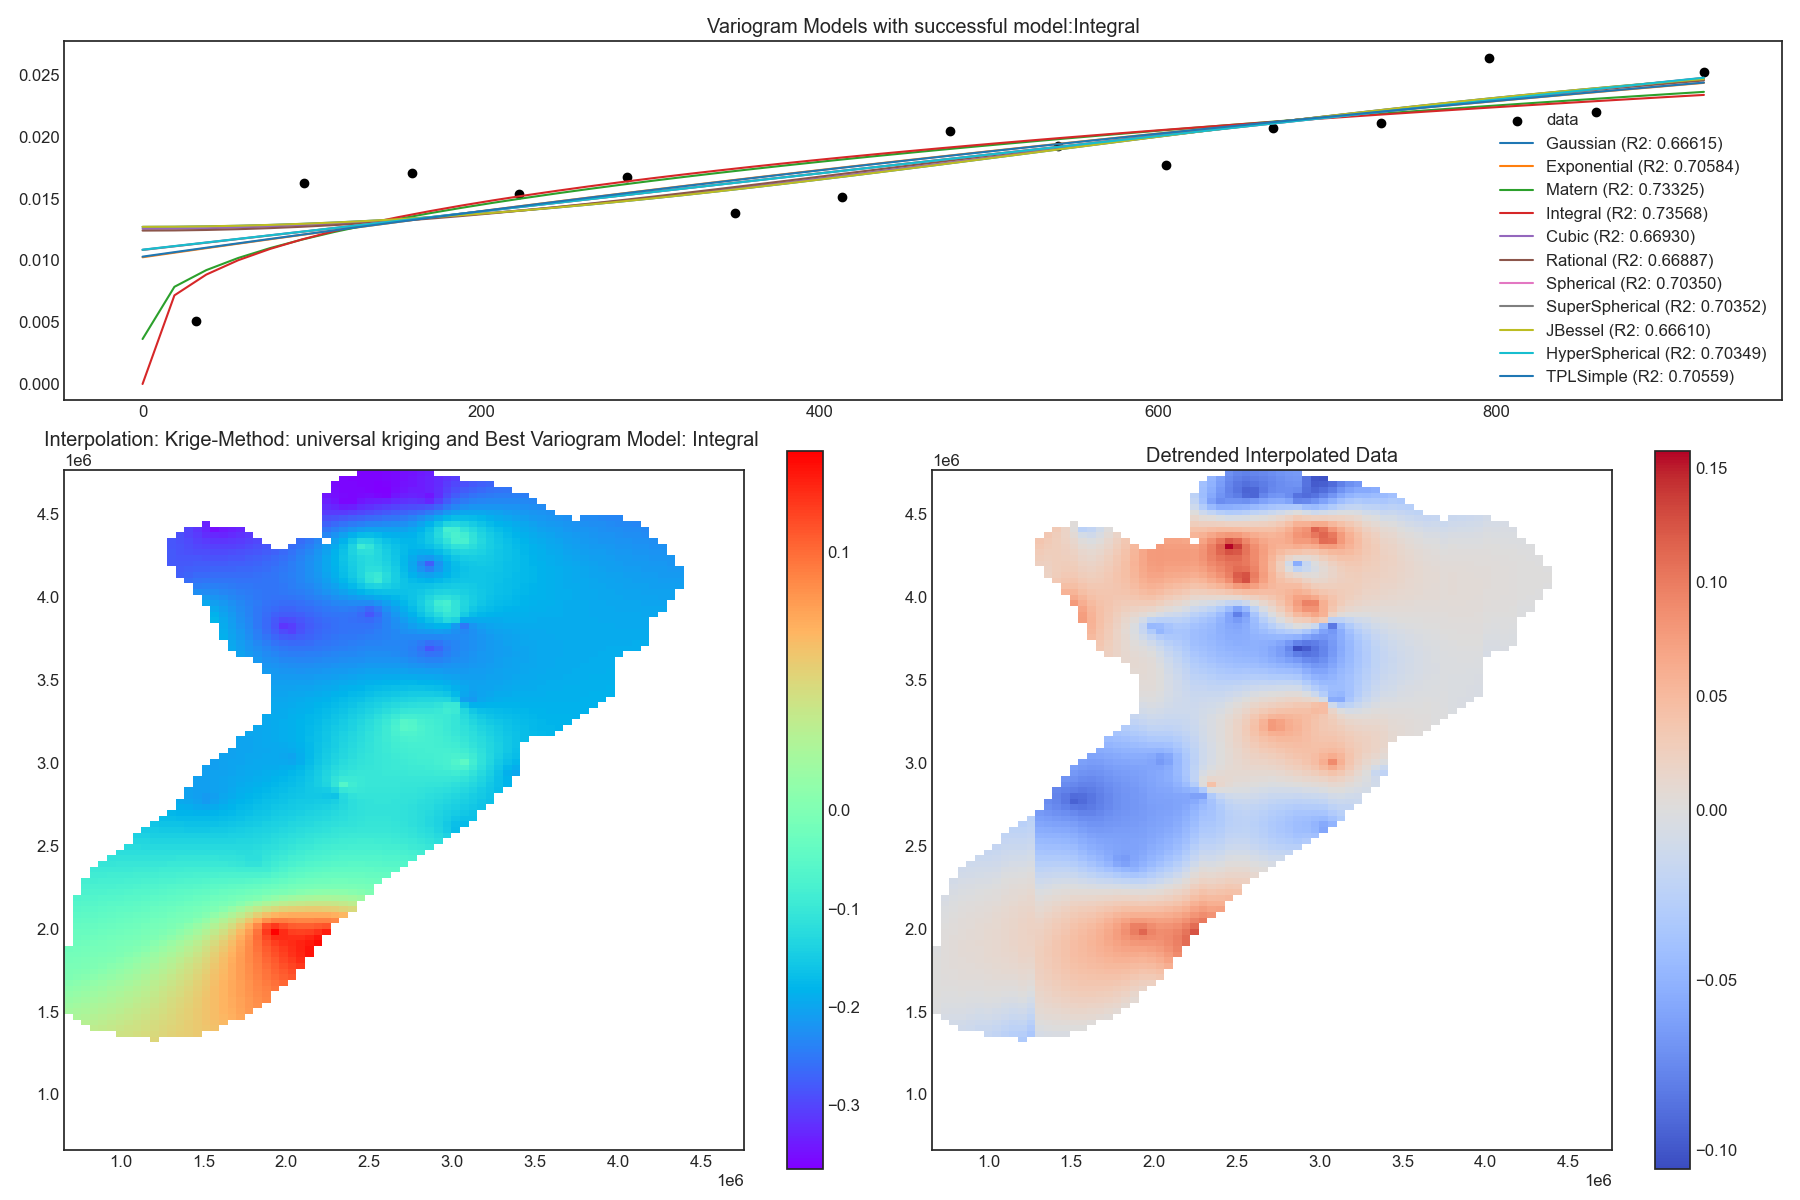 Variogram Models with successful model:Integral
0.025
0.020
0.015
0.010
0.005
0.000
data
Gaussian (R2: 0.66615)
Exponential (R2: 0.70584)
Matern (R2: 0.73325)
Integral (R2: 0.73568)
Cubic (R2: 0.66930)
Rational (R2: 0.66887)
Spherical (R2: 0.70350)
SuperSpherical (R2: 0.70352)
JBessel (R2: 0.66610)
HyperSpherical (R2: 0.70349)
TPLSimple (R2: 0.70559)
0 200 400 600 800
Interpolation: Krige-Method: universal kriging and Best Variogram Model: Integral
1e6
4.5
4.0
3.5
3.0
2.5
2.0
1.5
1.0
1.0 1.5 2.0 2.5 3.0 3.5 4.0 4.5
1e6
0.1
0.0
−0.1
−0.2
−0.3
Detrended Interpolated Data
1e6
4.5
4.0
3.5
3.0
2.5
2.0
1.5
1.0
1.0 1.5 2.0 2.5 3.0 3.5 4.0 4.5
1e6
0.15
0.10
0.05
0.00
−0.05
−0.10